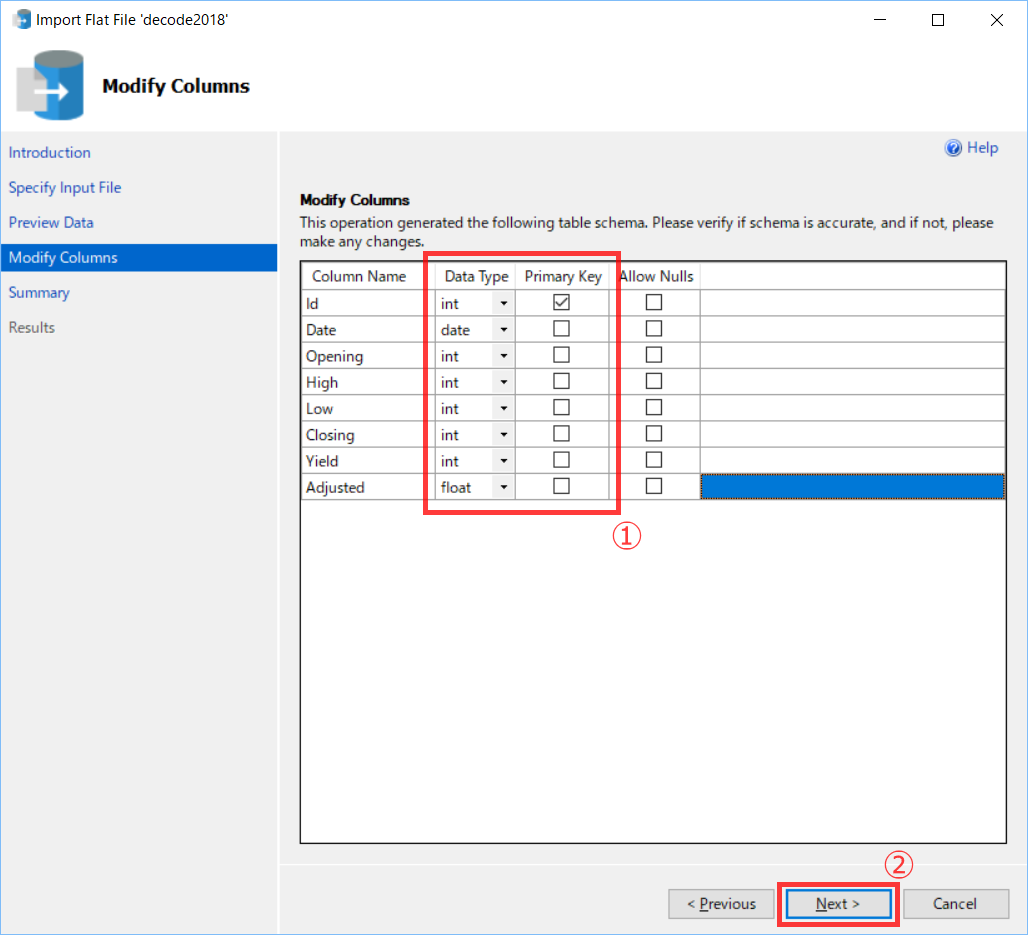 Import Flat File 'decode2018'
Modify Columns
Introduction
Specify Input File
Preview Data
Modify Columns
Summary
Results
Help
Modify Columns
This operation generated the following table schema. Please verify if schema is accurate, and if not, please
make any changes.
Column Name Data Type Primary Key Allow Nulls
Id int
Date date
Opening int
High int
Low int
Closing int
Yield int
Adjusted float
①
②
< Previous Next > Cancel